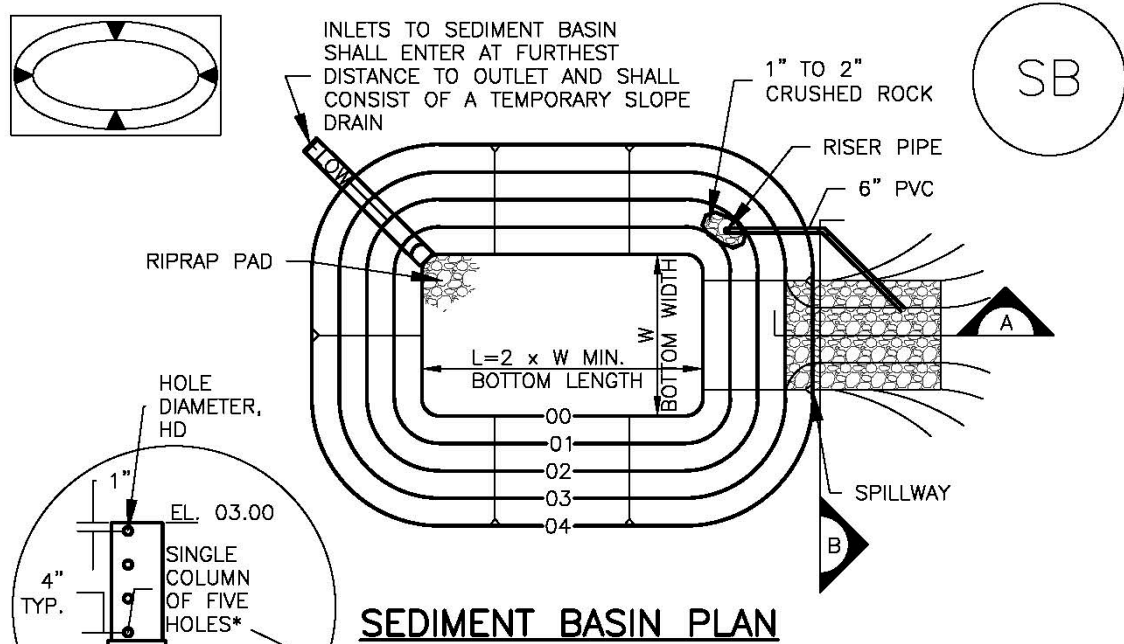 INLETS TO SEDIMENT BASIN
SHALL ENTER AT FURTHEST
DISTANCE TO OUTLET AND SHALL
CONSIST OF A TEMPORARY SLOPE
DRAIN
1" TO 2"
CRUSHED ROCK
SB
RISER PIPE
6" PVC
FLOW
RIPRAP PAD
W
BOTTOM WIDTH
A
L=2 x W MIN.
BOTTOM LENGTH
00
01
02
03
04
SPILLWAY
B
HOLE
DIAMETER,
HD
1"
EL. 03.00
4"
TYP.
SINGLE
COLUMN
OF FIVE
HOLES*
SEDIMENT BASIN PLAN